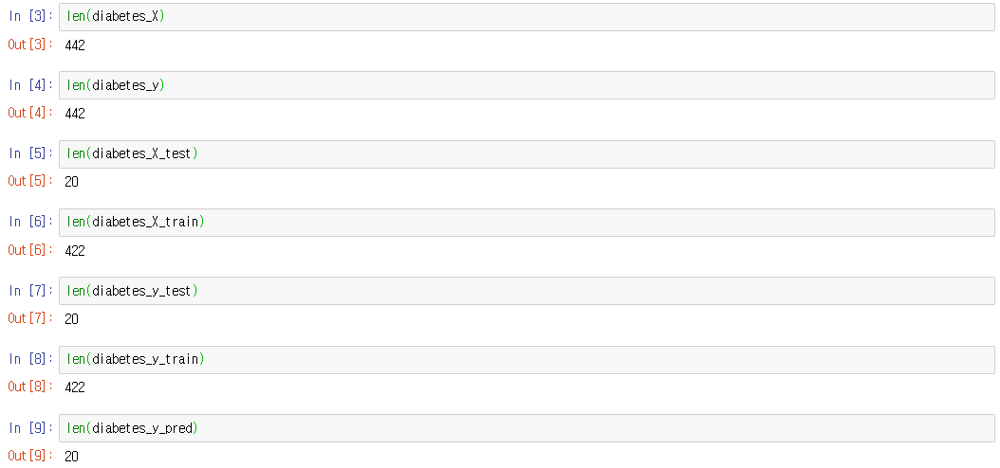 In [3]: len(diabetes_X)
Out[3]: 442
In [4]: len(diabetes_y)
Out[4]: 442
In [5]: len(diabetes_X_test)
Out[5]: 20
In [6]: len(diabetes_X_train)
Out[6]: 422
In [7]: len(diabetes_y_test)
Out[7]: 20
In [8]: len(diabetes_y_train)
Out[8]: 422
In [9]: len(diabetes_y_pred)
Out[9]: 20